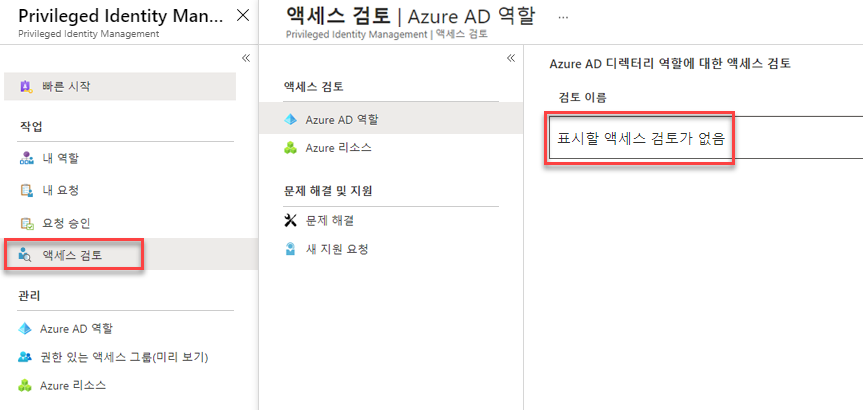 Privileged Identity Mana...
Privileged Identity Management
빠른 시작
작업
내 역할
내 요청
요청 승인
액세스 검토
관리
Azure AD 역할
권한 있는 액세스 그룹(미리 보기)
Azure 리소스
액세스 검토 | Azure AD 역할 ...
Privileged Identity Management | 액세스 검토
액세스 검토
Azure AD 역할
Azure 리소스
문제 해결 및 지원
문제 해결
새 지원 요청
Azure AD 디렉터리 역할에 대한 액세스 검토
검토 이름
표시할 액세스 검토가 없음